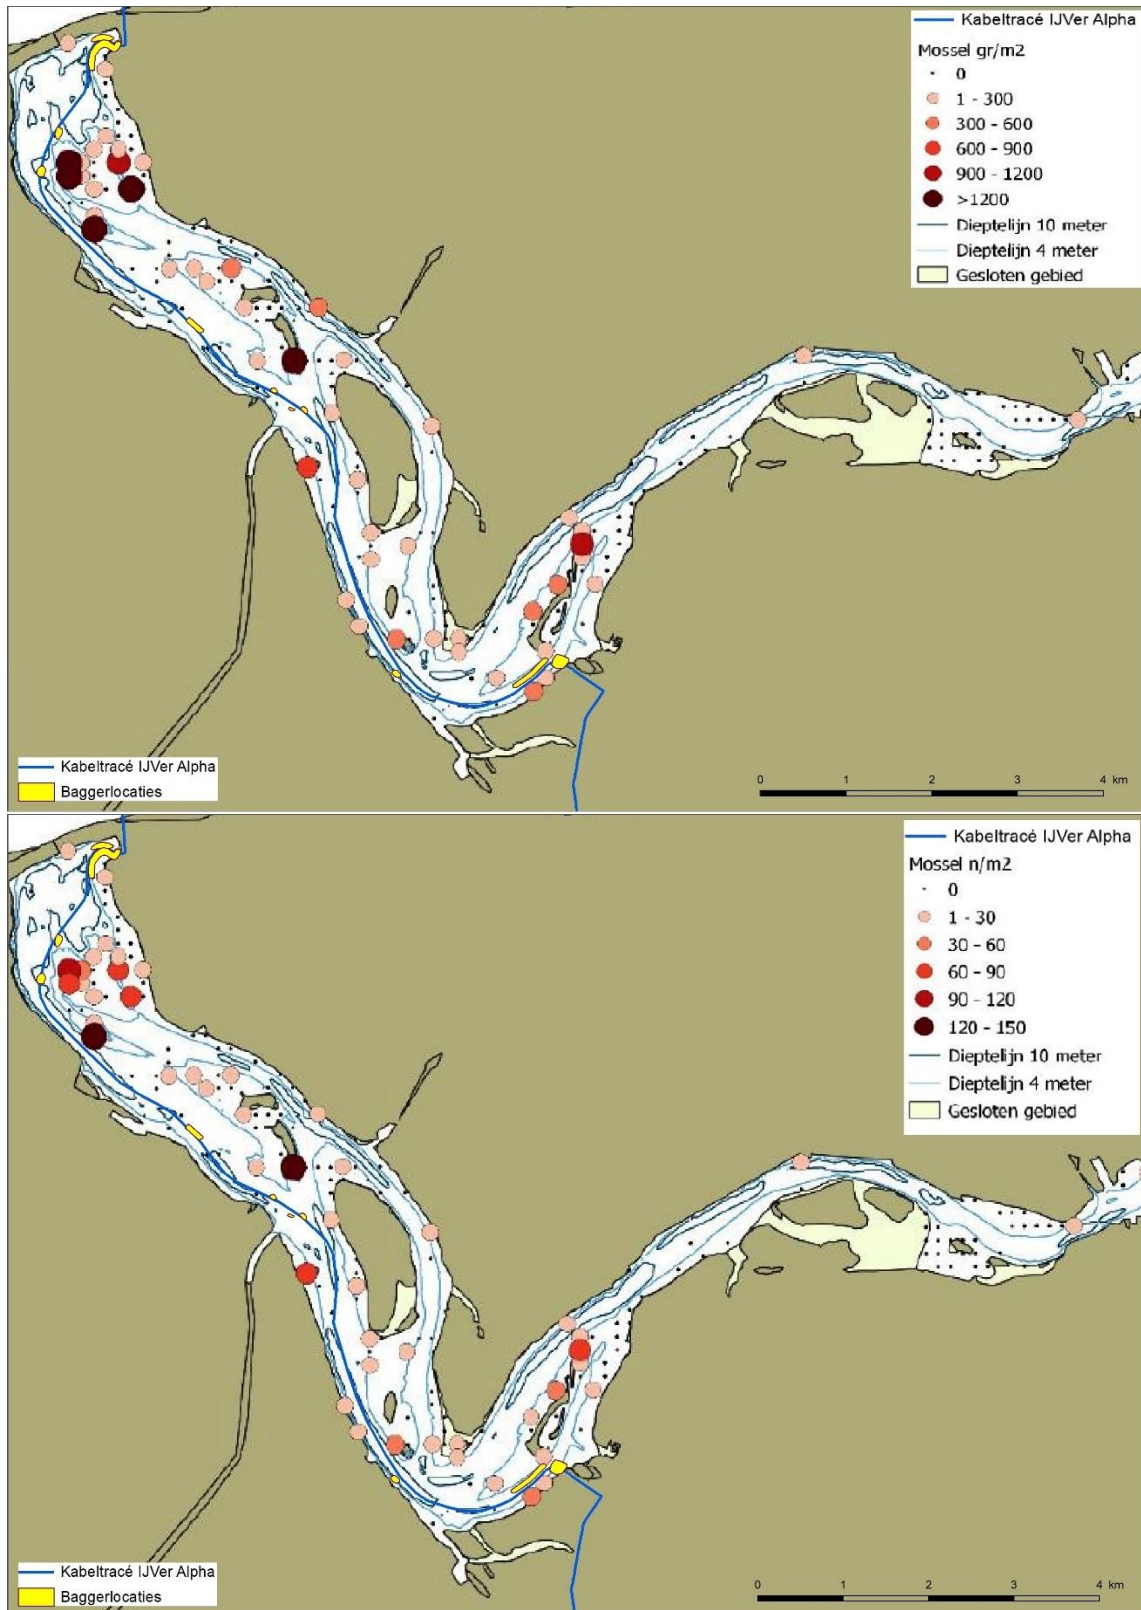 Kabeltracé IJVer Alpha
Mossel gr/m2
0
1 - 300
300 - 600
600 - 900
900 - 1200
>1200
Dieptelijn 10 meter
Dieptelijn 4 meter
Gesloten gebied
Kabeltracé IJVer Alpha
Baggerlocaties
0 1 2 3 4 km
Kabeltracé IJVer Alpha
Mossel n/m2
0
1 - 30
30 - 60
60 - 90
90 - 120
120 - 150
Dieptelijn 10 meter
Dieptelijn 4 meter
Gesloten gebied
Kabeltracé IJVer Alpha
Baggerlocaties
0 1 2 3 4 km